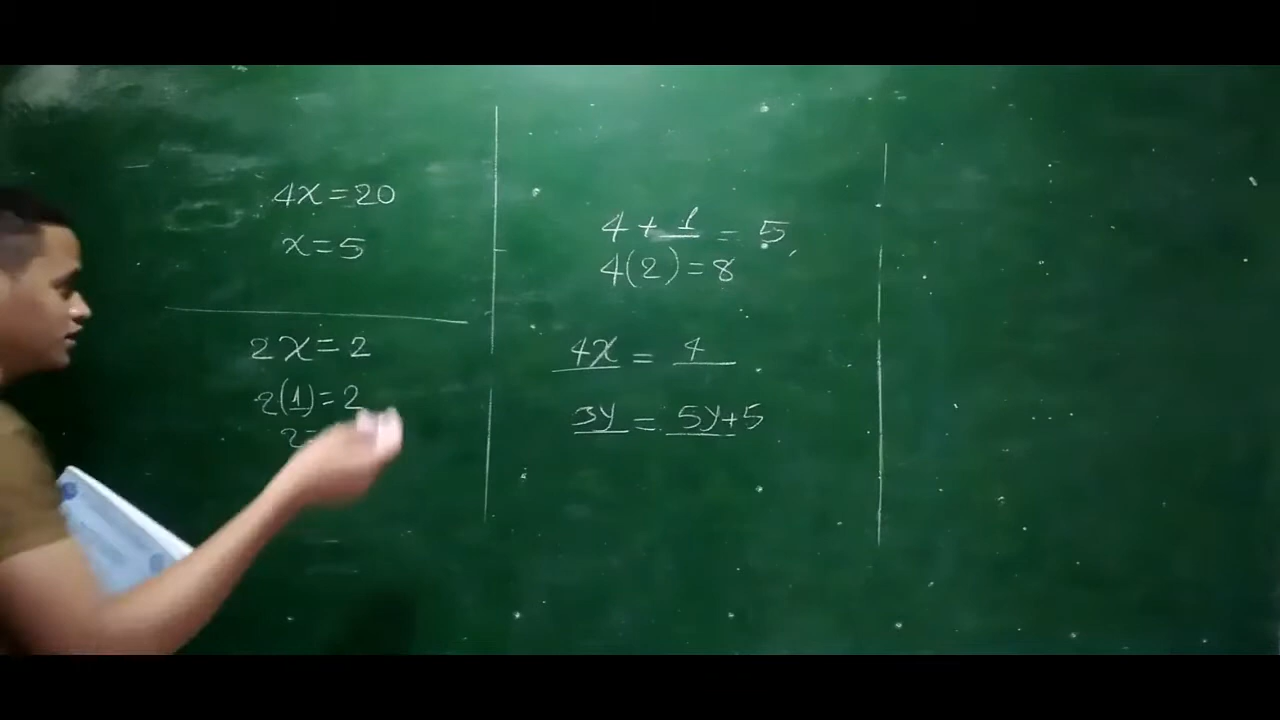 4x=20
x=5
2x=2
2(1)=2
2=
4+1=5,
4(2)=8
4x=4
3y=5y+5